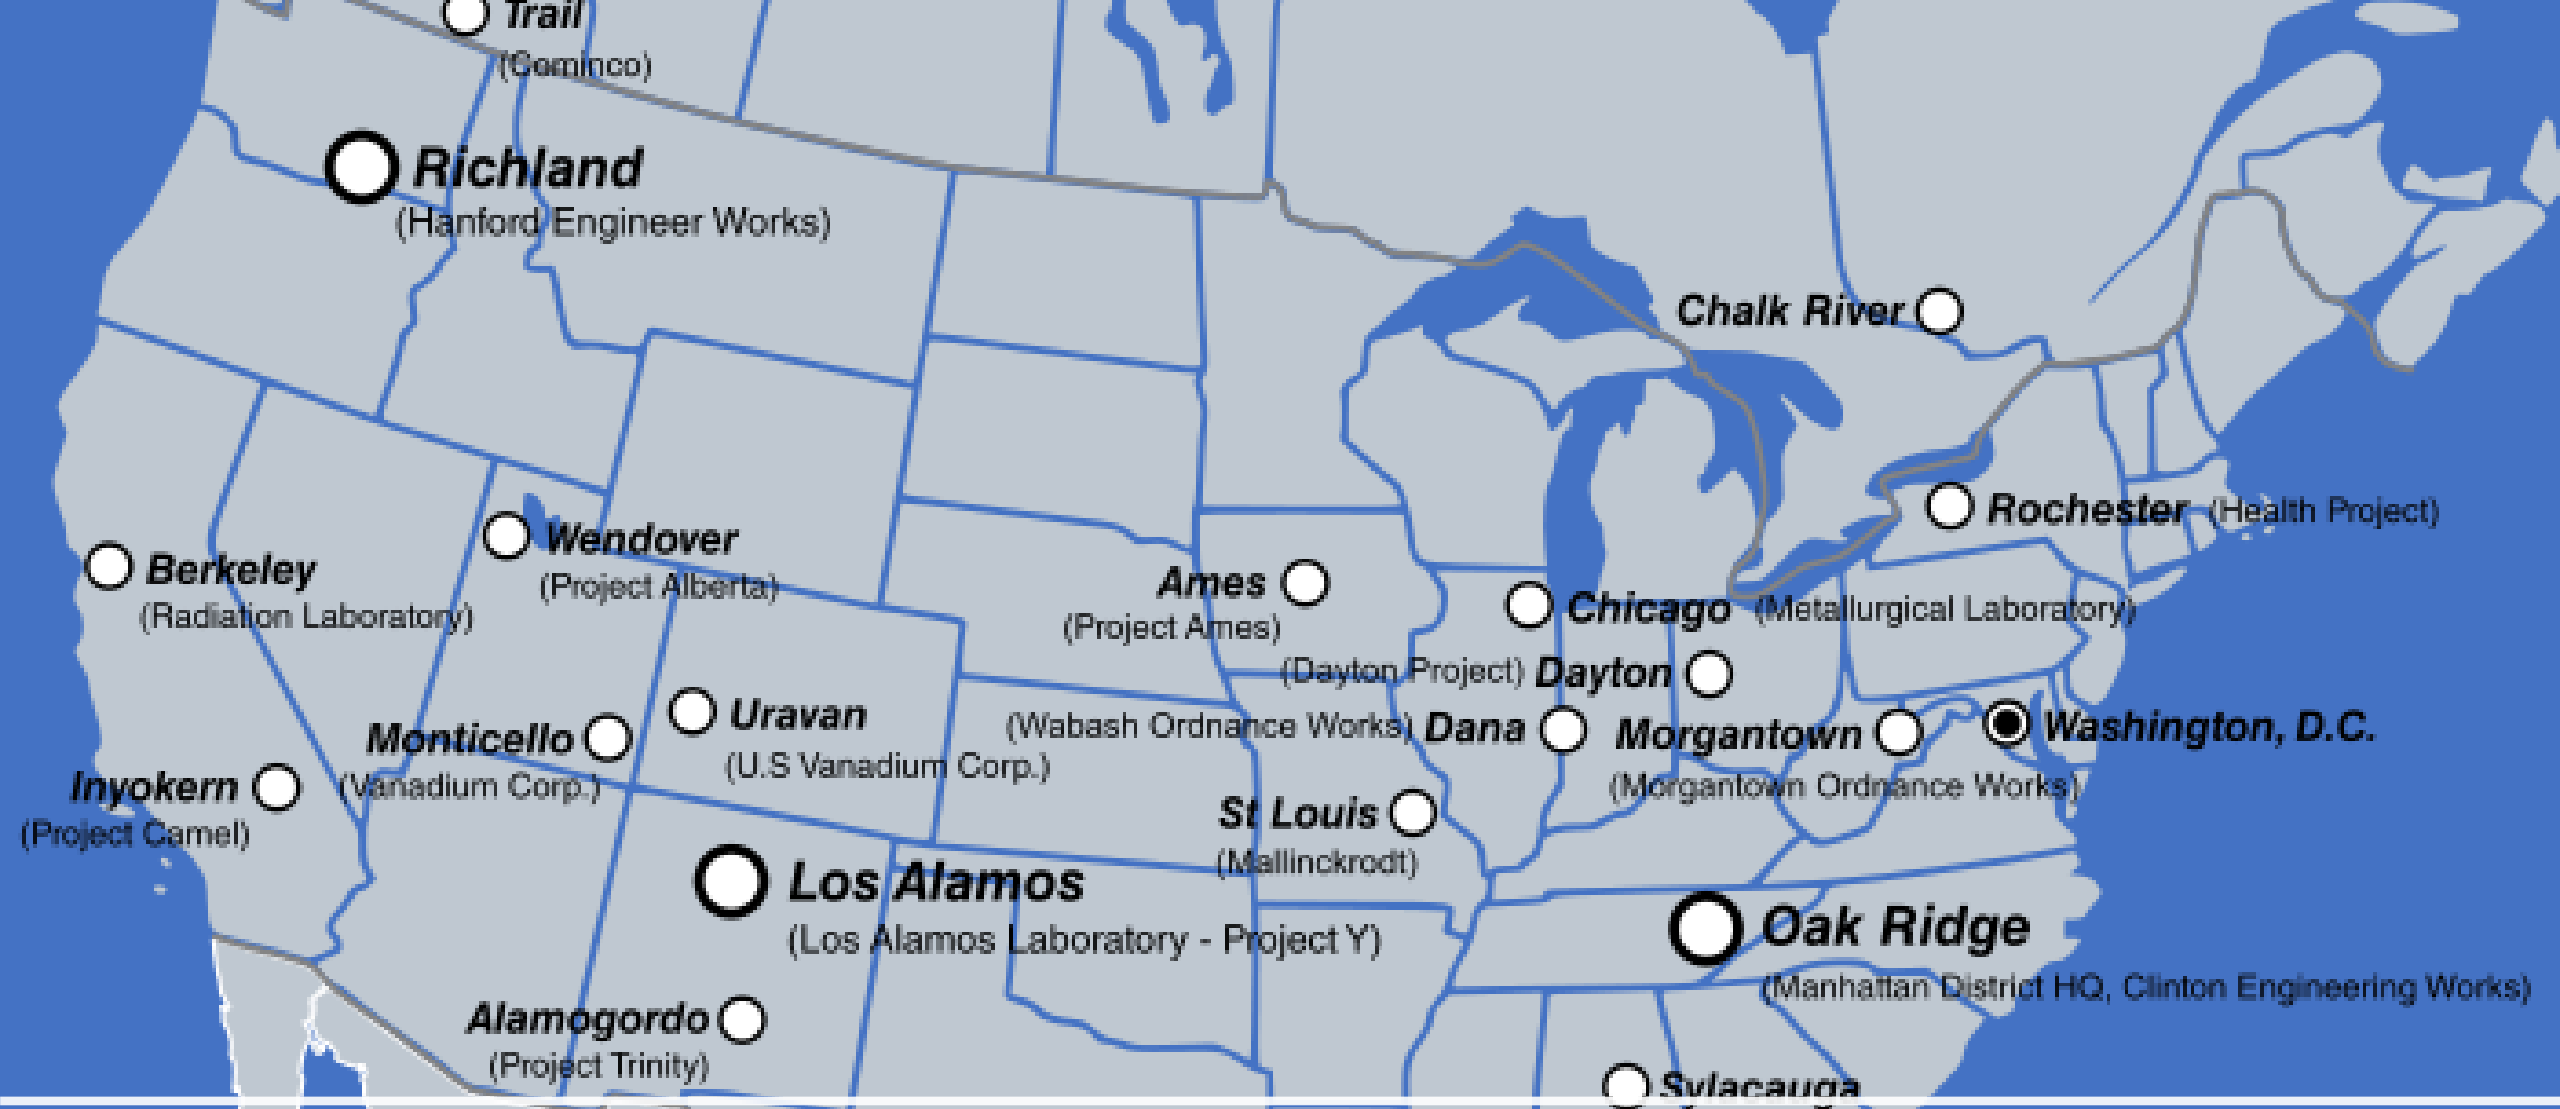 Trail
(Cominco)
Richland
(Hanford Engineer Works)
Chalk River
Rochester (Health Project)
Wendover
(Project Alberta)
Berkeley
(Radiation Laboratory)
Ames
(Project Ames)
Chicago (Metallurgical Laboratory)
(Dayton Project) Dayton
Uravan
(U.S Vanadium Corp.)
(Wabash Ordnance Works) Dana
Morgantown
(Morgantown Ordnance Works)
Washington, D.C.
Monticello
(Vanadium Corp.)
Inyokern
(Project Camel)
St Louis
(Mallinckrodt)
Los Alamos
(Los Alamos Laboratory - Project Y)
Oak Ridge
(Manhattan District HQ, Clinton Engineering Works)
Alamogordo
(Project Trinity)
Sylacauga